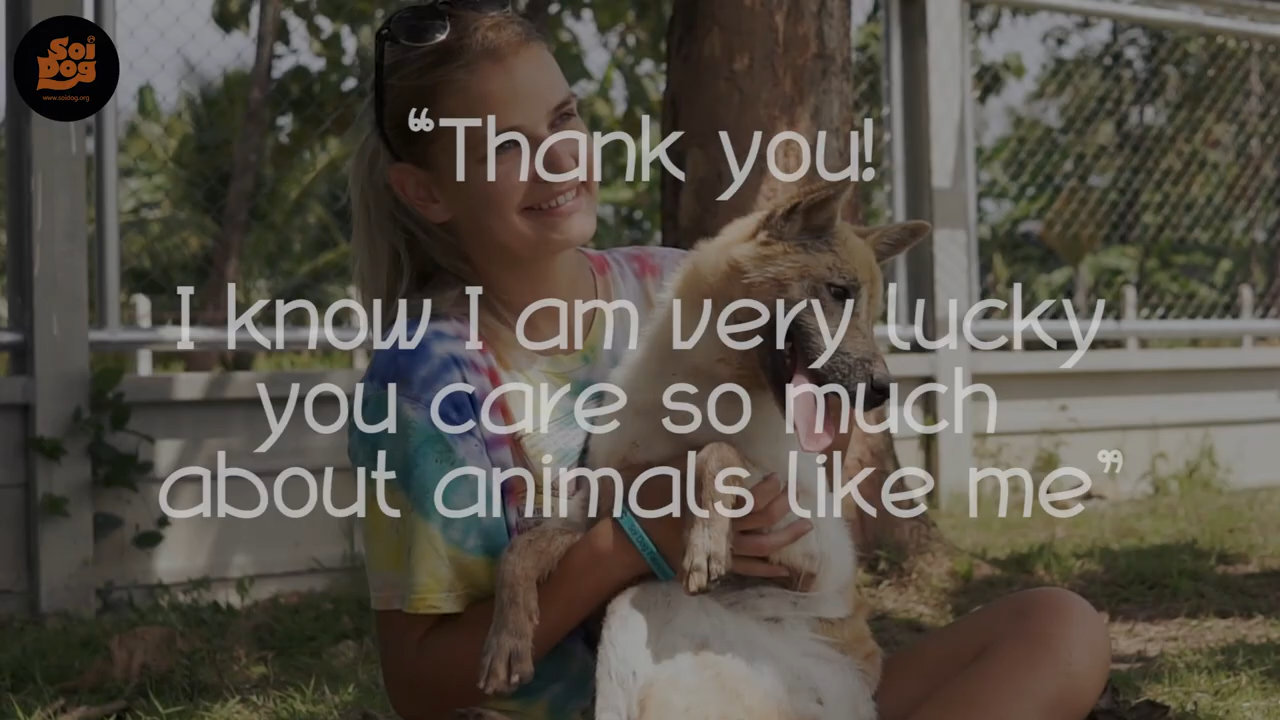 Soi
Dog
www.soidog.org
“Thank you!
I know I am very lucky
you care so much
about animals like me”